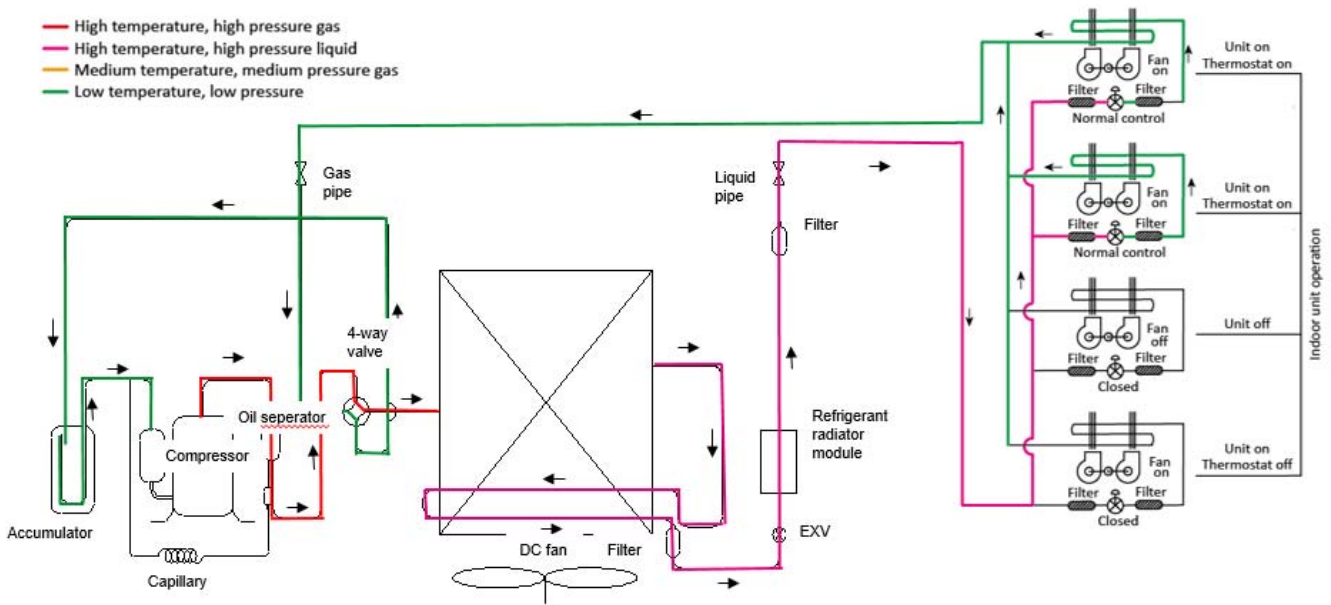 High temperature, high pressure gas
High temperature, high pressure liquid
Medium temperature, medium pressure gas
Low temperature, low pressure
Gas
pipe
Liquid
pipe
Filter
4-way
valve
Oil seperator
Compressor
Accumulator
Capillary
DC fan
Filter
EXV
Refrigerant
radiator
module
Fan
on
Filter
Filter
Normal control
Unit on
Thermostat on
Fan
on
Filter
Filter
Normal control
Unit on
Thermostat on
Fan
off
Filter
Filter
Closed
Unit off
Fan
on
Filter
Filter
Closed
Unit on
Thermostat off
Indoor unit operation